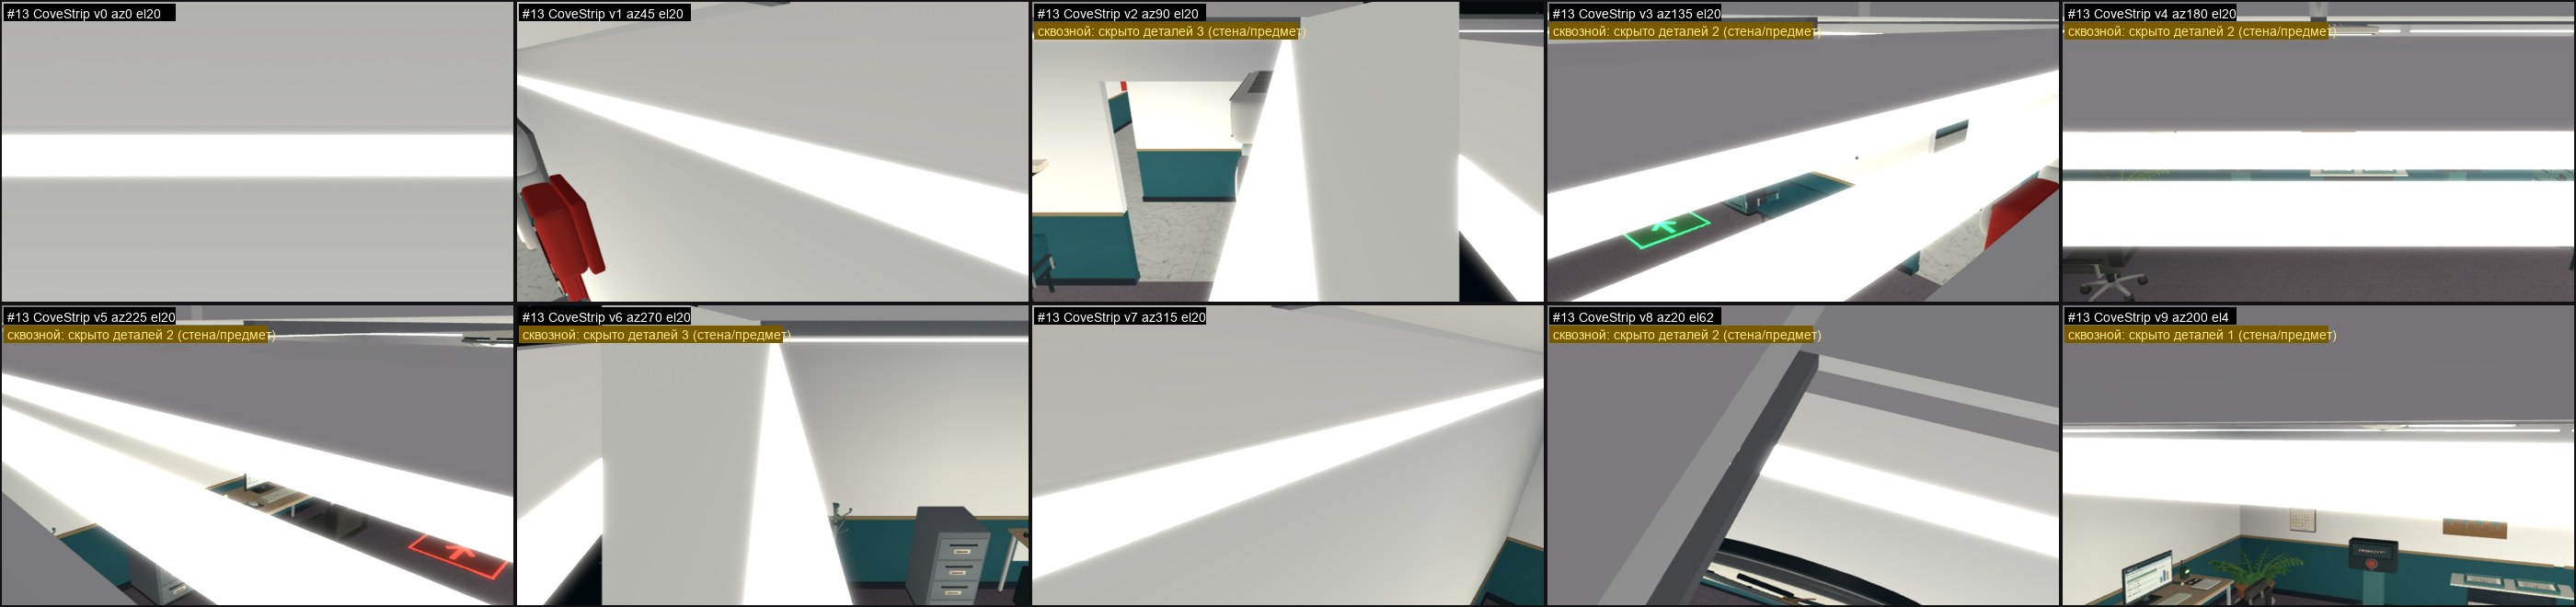 #13 CoveStrip v0 az0 el20
#13 CoveStrip v1 az45 el20
#13 CoveStrip v2 az90 el20
сквозной: скрыто деталей 3 (стена/предмет)
#13 CoveStrip v3 az135 el20
сквозной: скрыто деталей 2 (стена/предмет)
#13 CoveStrip v4 az180 el20
сквозной: скрыто деталей 2 (стена/предмет)
#13 CoveStrip v5 az225 el20
сквозной: скрыто деталей 2 (стена/предмет)
#13 CoveStrip v6 az270 el20
сквозной: скрыто деталей 3 (стена/предмет)
#13 CoveStrip v7 az315 el20
#13 CoveStrip v8 az20 el62
сквозной: скрыто деталей 2 (стена/предмет)
#13 CoveStrip v9 az200 el4
сквозной: скрыто деталей 1 (стена/предмет)